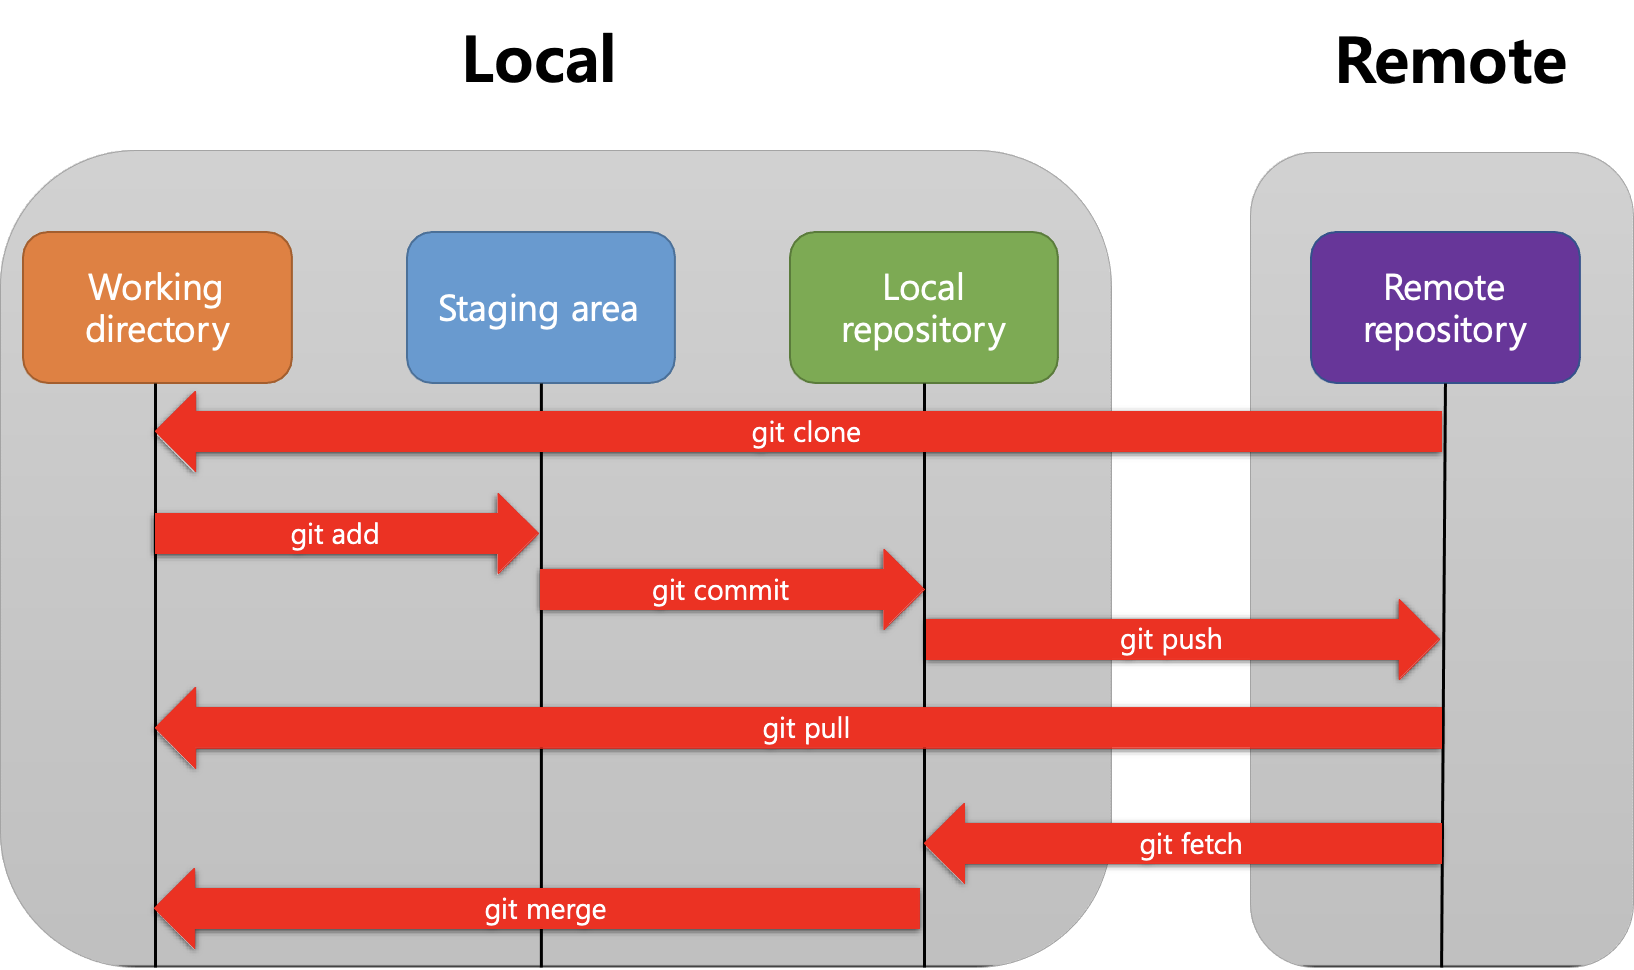 Local
Remote
Working
directory
Staging area
Local
repository
Remote
repository
git clone
git add
git commit
git push
git pull
git fetch
git merge